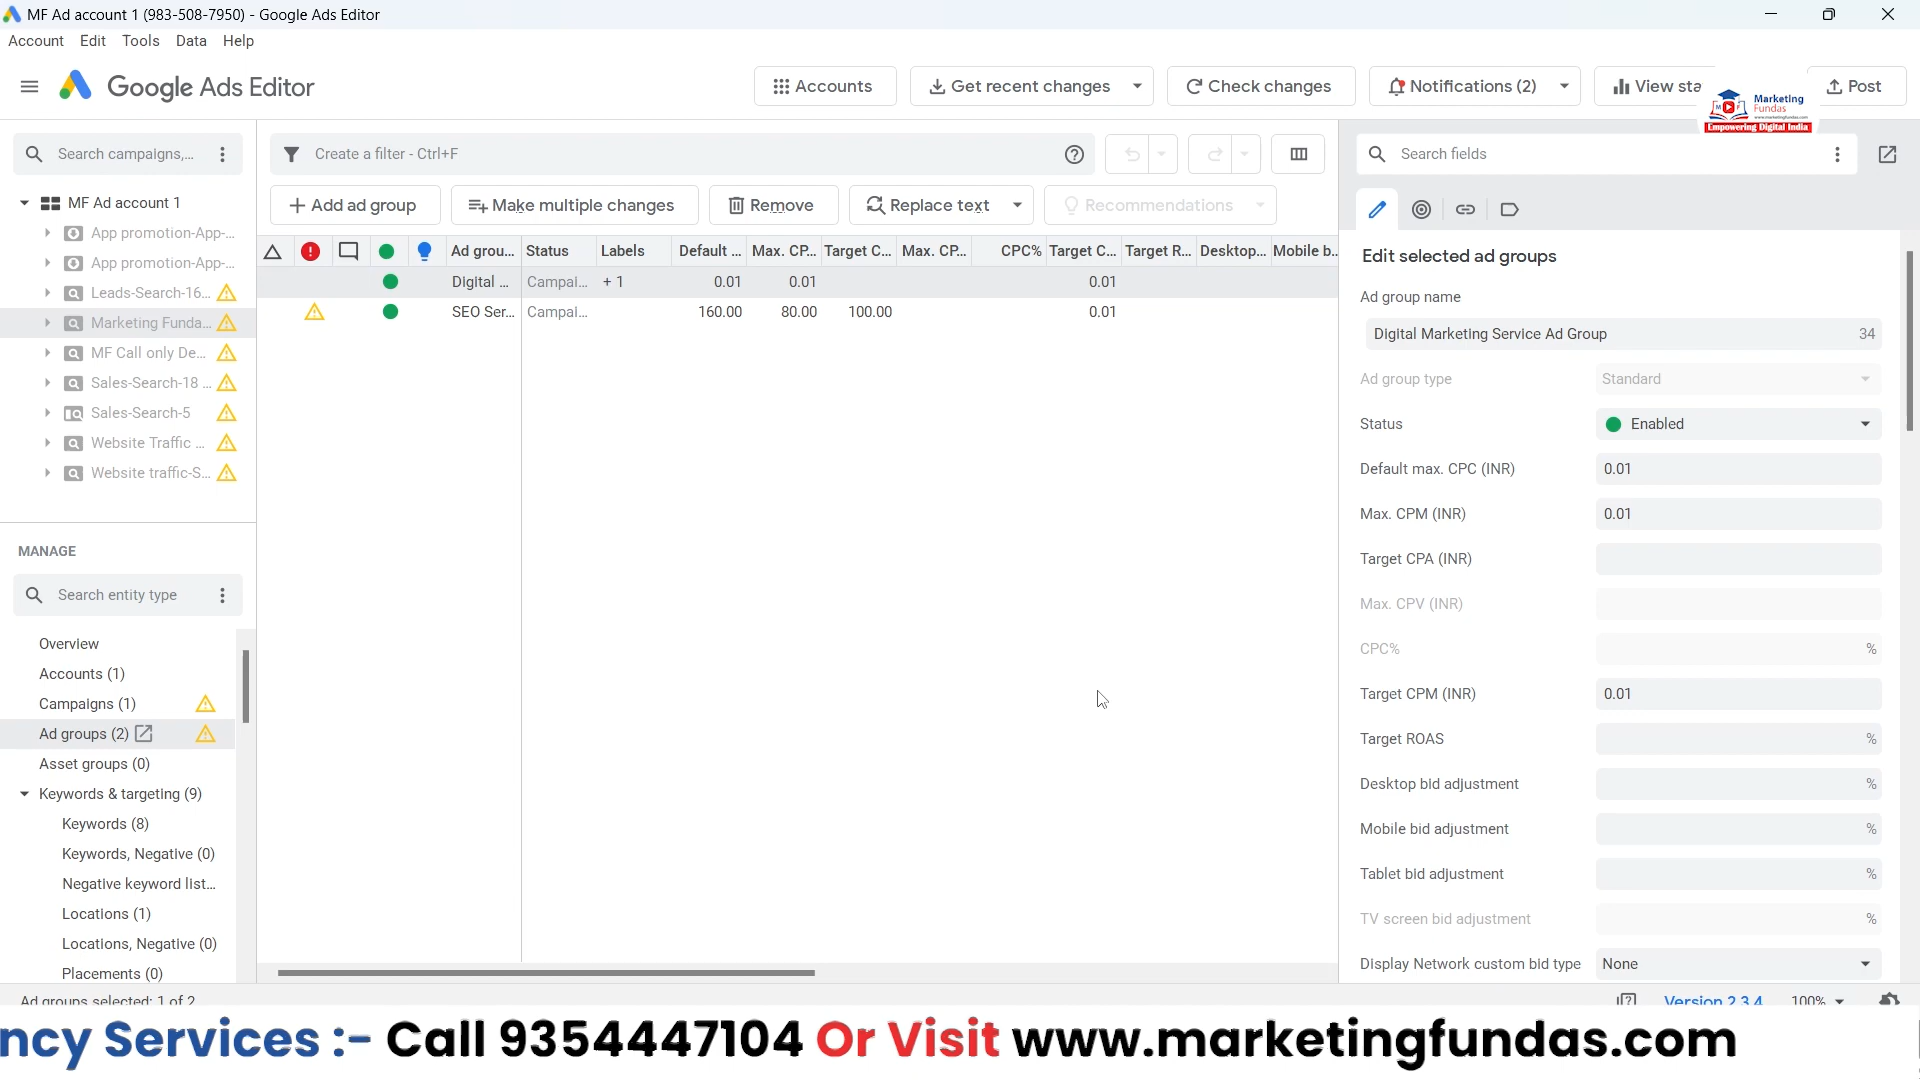 MF Ad account 1 (983-508-7950) - Google Ads Editor
Account Edit Tools Data Help
Google Ads Editor
Accounts
Get recent changes
Check changes
Notifications (2)
View sta
Post
Marketing
Fundas
www.marketingfundas.com
Empowering Digital India
Search campaigns,...
Create a filter - Ctrl+F
Search fields
MF Ad account 1
App promotion-App-...
App promotion-App-...
Leads-Search-16...
Marketing Funda...
MF Call only De...
Sales-Search-18 ...
Sales-Search-5
Website Traffic ...
Website traffic-S...
Add ad group
Make multiple changes
Remove
Replace text
Recommendations
Ad grou... Status Labels Default ... Max. CP... Target C... Max. CP... CPC% Target C... Target R... Desktop... Mobile b...
Digital ... Campai... + 1 0.01 0.01 0.01
SEO Ser... Campai... 160.00 80.00 100.00 0.01
MANAGE
Search entity type
Overview
Accounts (1)
Campaigns (1)
Ad groups (2)
Asset groups (0)
Keywords & targeting (9)
Keywords (8)
Keywords, Negative (0)
Negative keyword list...
Locations (1)
Locations, Negative (0)
Placements (0)
Edit selected ad groups
Ad group name
Digital Marketing Service Ad Group 34
Ad group type Standard
Status Enabled
Default max. CPC (INR) 0.01
Max. CPM (INR) 0.01
Target CPA (INR)
Max. CPV (INR)
CPC% %
Target CPM (INR) 0.01
Target ROAS %
Desktop bid adjustment %
Mobile bid adjustment %
Tablet bid adjustment %
TV screen bid adjustment %
Display Network custom bid type None
Ad groups selected: 1 of 2
Version 2.3.4 100%
ncy Services :- Call 9354447104 Or Visit www.marketingfundas.com